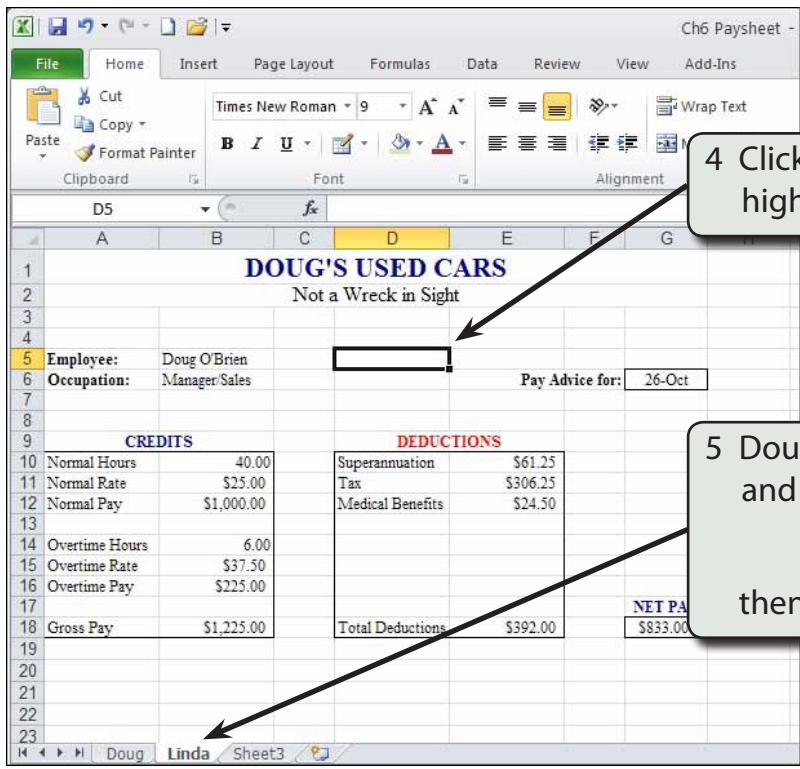 Ch6 Paysheet -
File Home Insert Page Layout Formulas Data Review View Add-Ins
Paste
Cut
Copy
Format Painter
Clipboard
Times New Roman 9 A A
B I U A
Font
Wrap Text
Alignment
D5 fx
A B C D E F G
1 DOUG'S USED CARS
2 Not a Wreck in Sight
3
4
5 Employee: Doug O'Brien
6 Occupation: Manager/Sales Pay Advice for: 26-Oct
7
8
9 CREDITS DEDUCTIONS
10 Normal Hours 40.00 Superannuation $61.25
11 Normal Rate $25.00 Tax $306.25
12 Normal Pay $1,000.00 Medical Benefits $24.50
13
14 Overtime Hours 6.00
15 Overtime Rate $37.50
16 Overtime Pay $225.00
17 NET PA
18 Gross Pay $1,225.00 Total Deductions $392.00 $833.00
19
20
21
22
23
Doug Linda Sheet3
4 Click
high
5 Dou
and
then